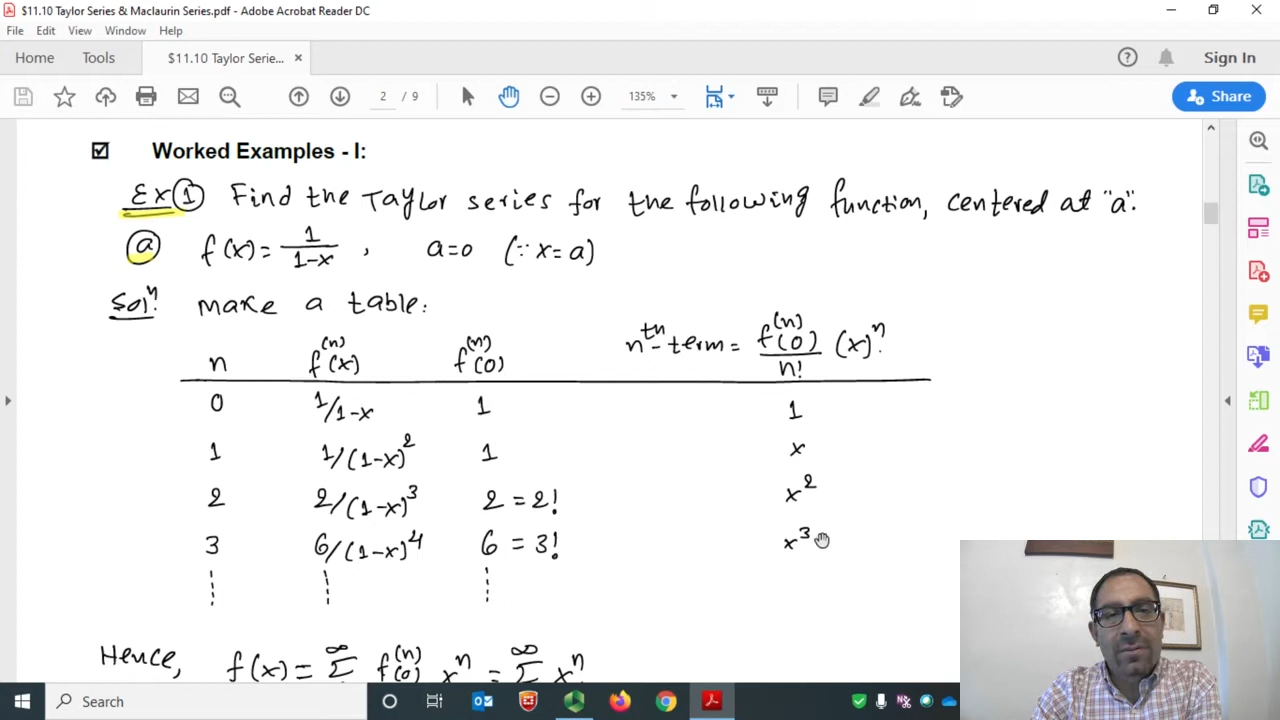 $11.10 Taylor Series & Maclaurin Series.pdf - Adobe Acrobat Reader DC
File Edit View Window Help
Home Tools $11.10 Taylor Serie... × Sign In
2 / 9 135% Share
Worked Examples - I:
Ex ① Find the Taylor series for the following function, centered at "a".
ⓐ f(x) = 1/(1-x) , a=0 (∵ x=a)
Solⁿ. make a table:
n f⁽ⁿ⁾(x) f⁽ⁿ⁾(0) nth-term = f⁽ⁿ⁾(0)/n! (x)ⁿ.
0 1/1-x 1 1
1 1/(1-x)² 1 x
2 2/(1-x)³ 2 = 2! x²
3 6/(1-x)⁴ 6 = 3! x³
Hence, f(x) = ∞ Σ f⁽ⁿ⁾(0) xⁿ = ∞ Σ xⁿ
Search